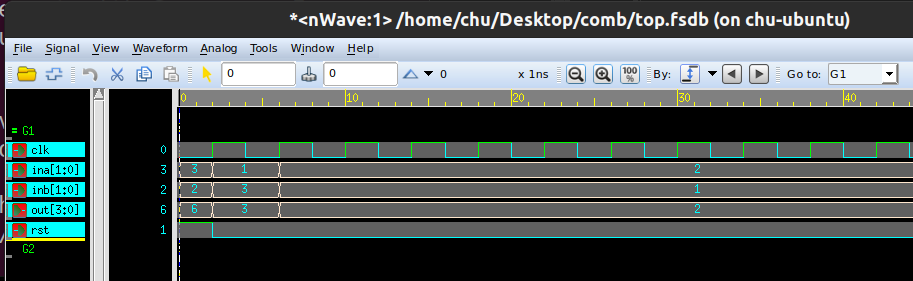 *<nWave:1> /home/chu/Desktop/comb/top.fsdb (on chu-ubuntu)
File Signal View Waveform Analog Tools Window Help
0 0 0 x 1ns 100% By: Go to: G1
0 10 20 30 40
= G1
clk 0
ina[1:0] 3 3 1 2
inb[1:0] 2 2 3 1
out[3:0] 6 6 3 2
rst 1
G2